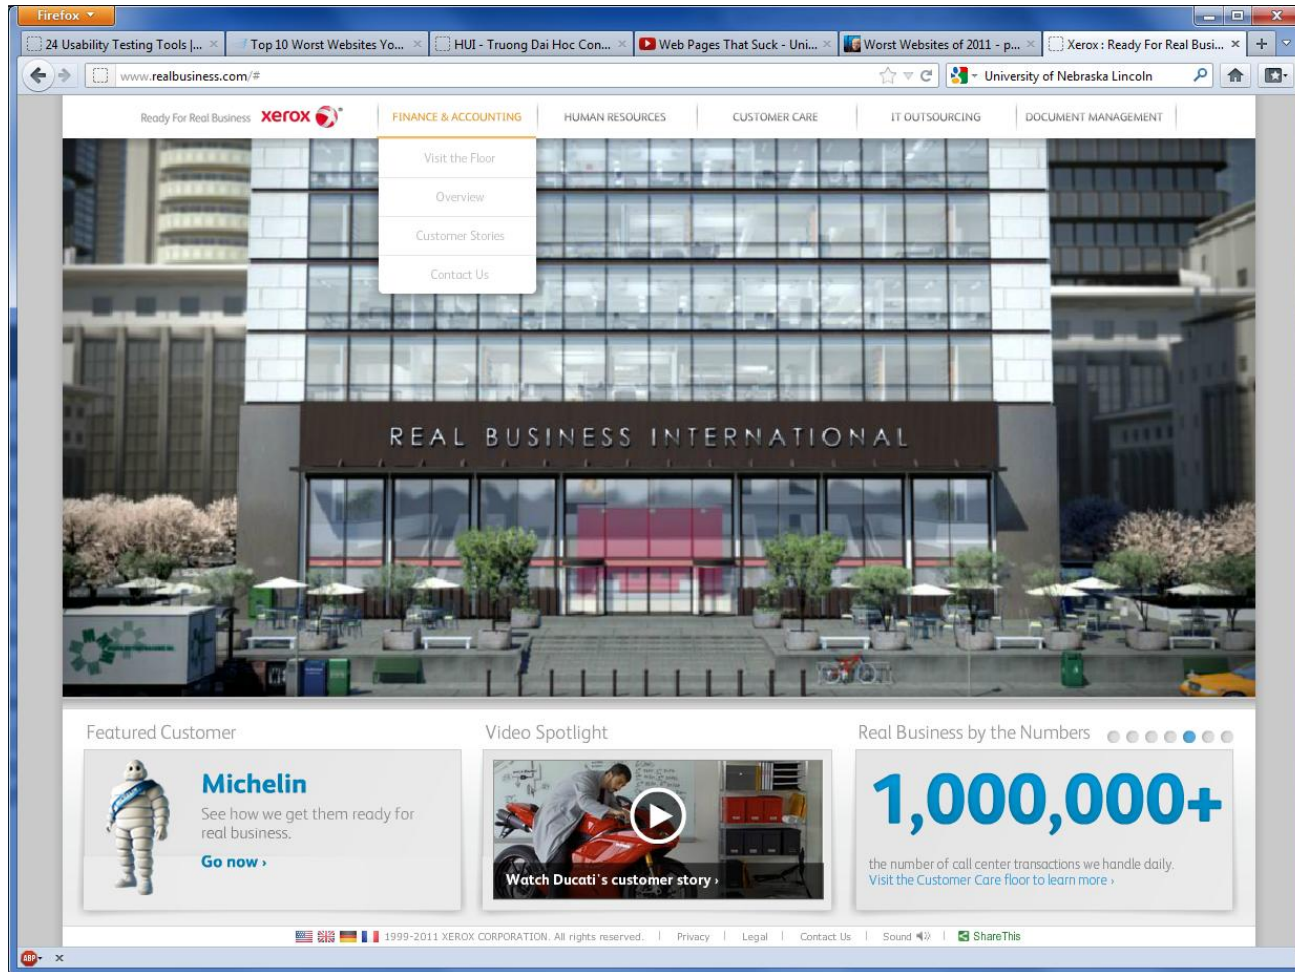 Firefox
24 Usability Testing Tools |...
Top 10 Worst Websites Yo...
HUI - Truong Dai Hoc Con...
Web Pages That Suck - Uni...
Worst Websites of 2011 - p...
Xerox : Ready For Real Busi...
www.realbusiness.com/#
University of Nebraska Lincoln
Ready For Real Business xerox
FINANCE & ACCOUNTING
HUMAN RESOURCES
CUSTOMER CARE
IT OUTSOURCING
DOCUMENT MANAGEMENT
Visit the Floor
Overview
Customer Stories
Contact Us
REAL BUSINESS INTERNATIONAL
Featured Customer
Michelin
See how we get them ready for
real business.
Go now ›
Video Spotlight
Watch Ducati's customer story ›
Real Business by the Numbers
1,000,000+
the number of call center transactions we handle daily.
Visit the Customer Care floor to learn more ›
1999-2011 XEROX CORPORATION. All rights reserved. | Privacy | Legal | Contact Us | Sound | ShareThis
ABP